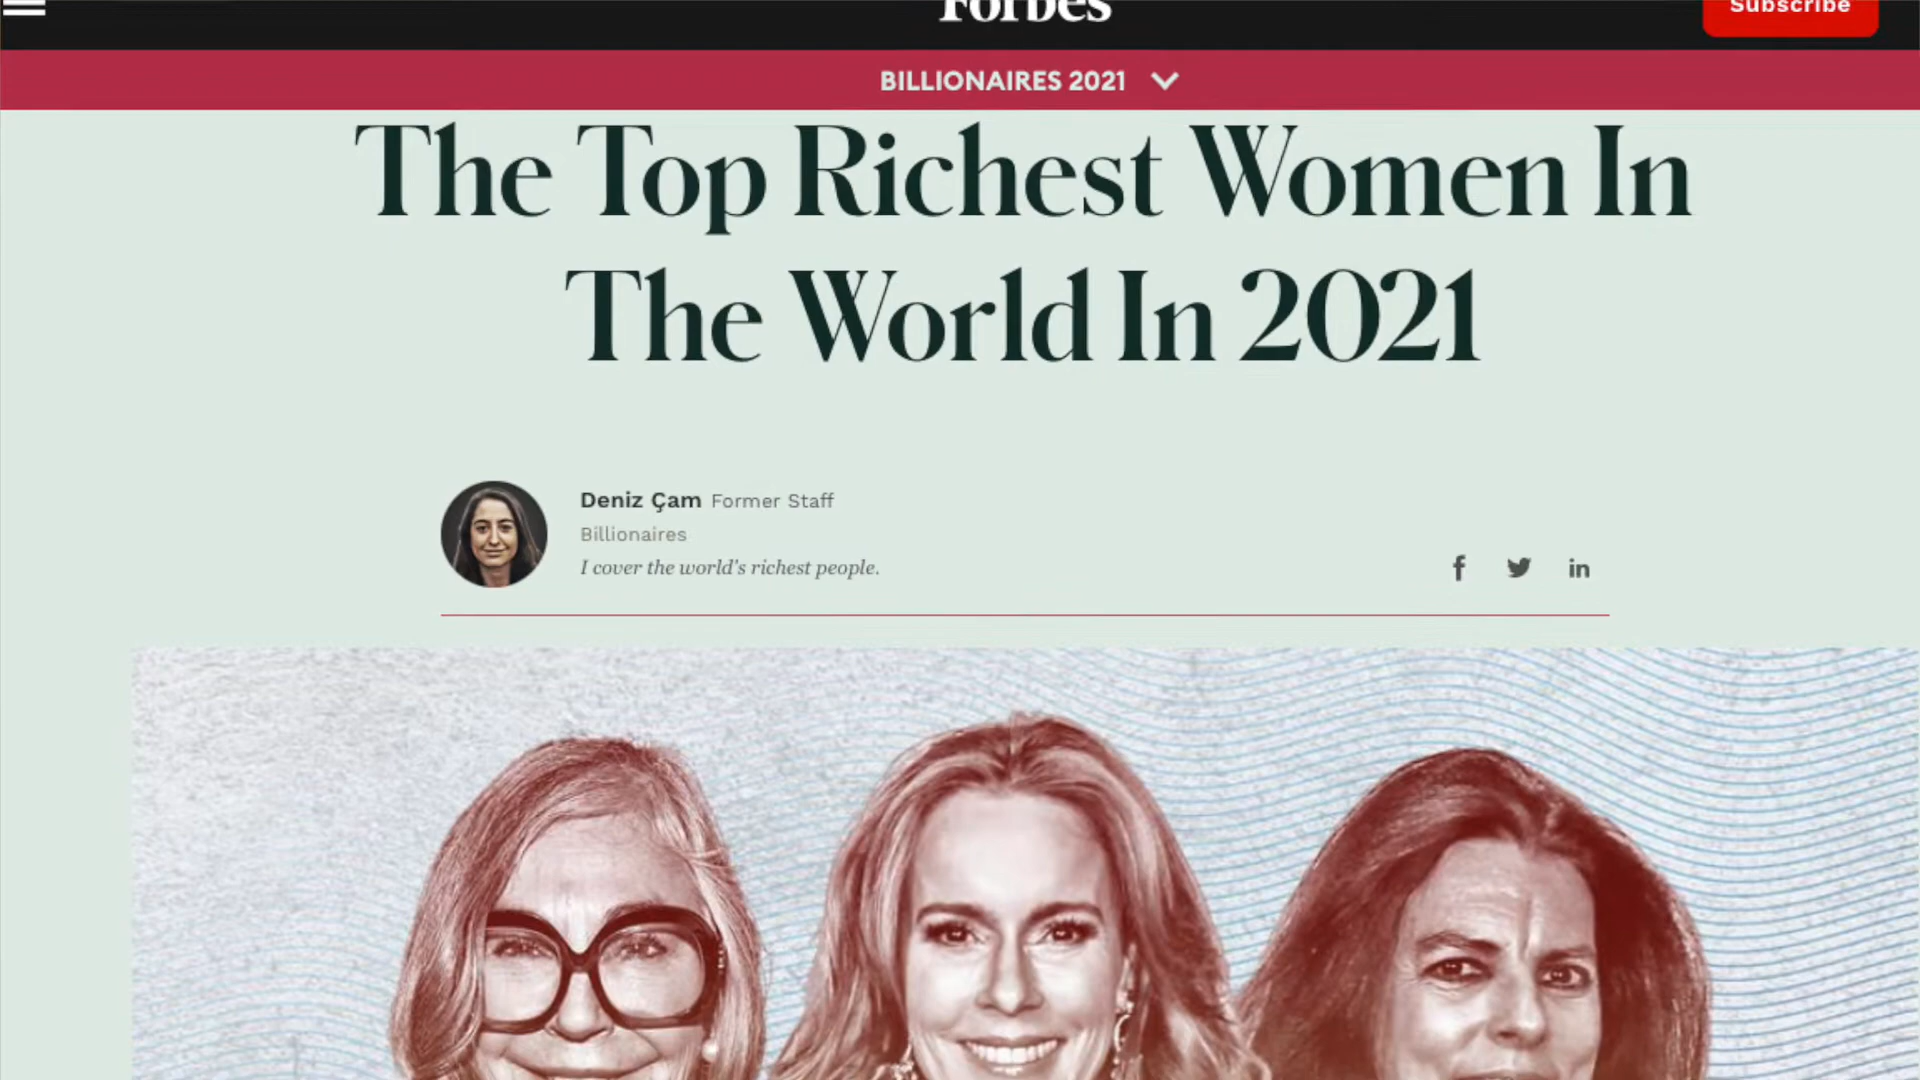 Forbes
Subscribe
BILLIONAIRES 2021
The Top Richest Women In
The World In 2021
Deniz Çam Former Staff
Billionaires
I cover the world's richest people.